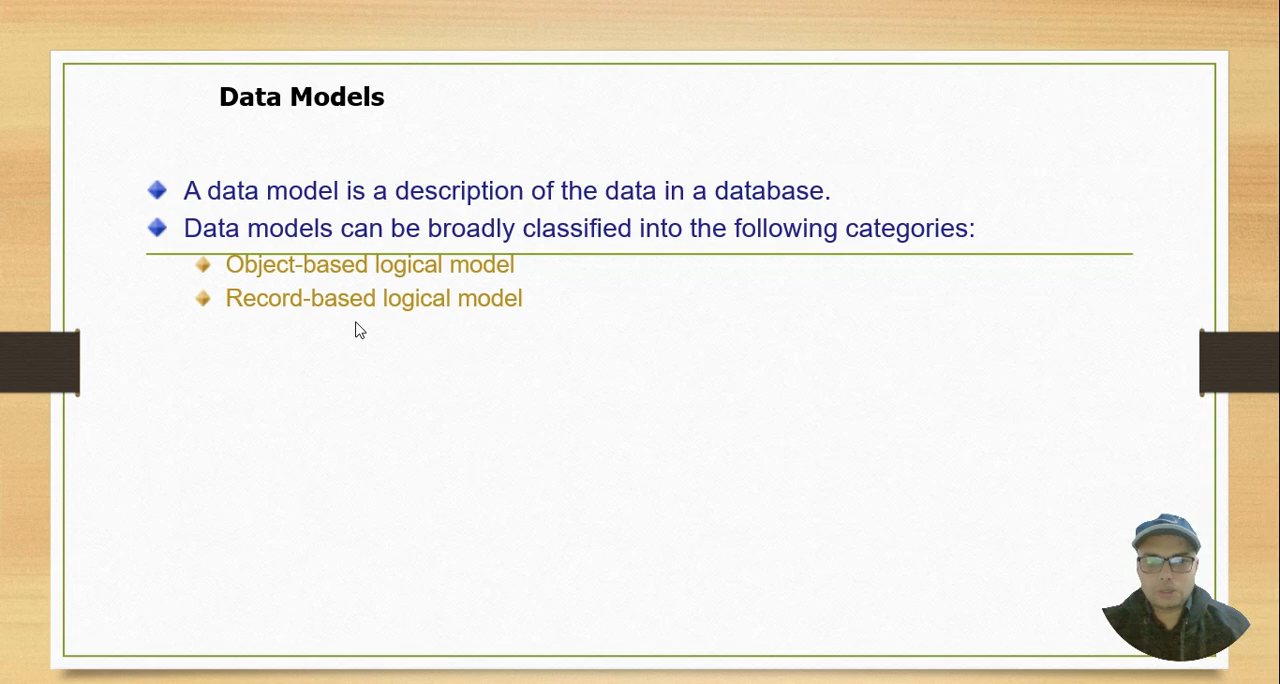 Data Models
A data model is a description of the data in a database.
Data models can be broadly classified into the following categories:
Object-based logical model
Record-based logical model